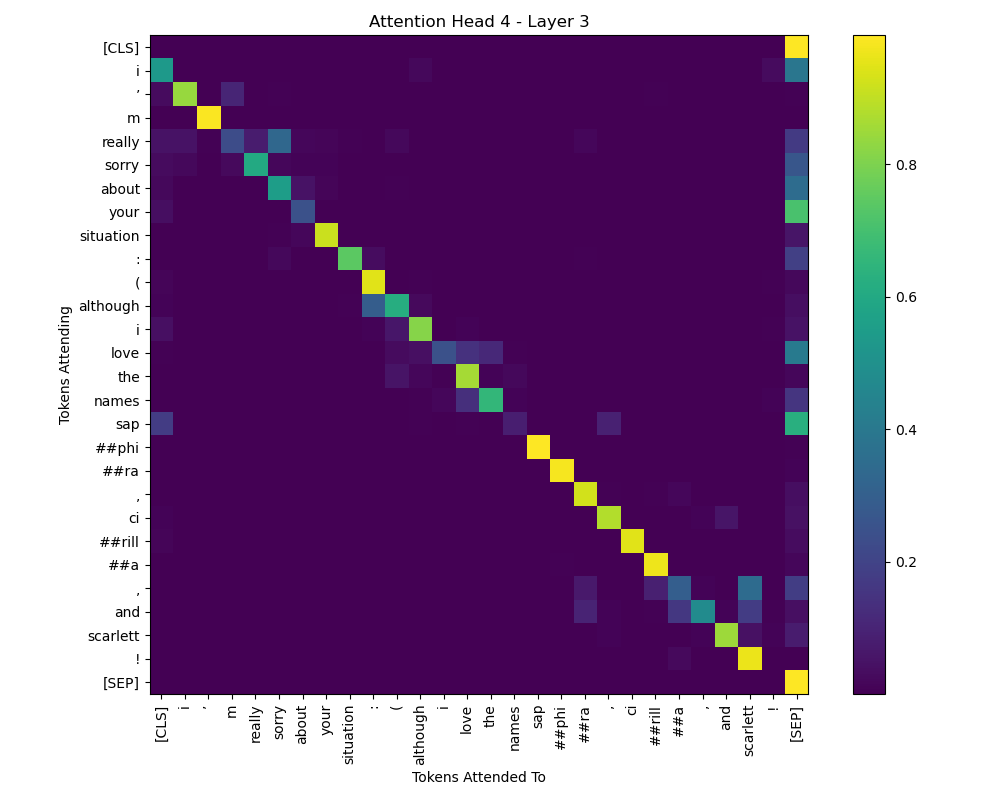 Attention Head 4 - Layer 3
Tokens Attending
[CLS]
i
’
m
really
sorry
about
your
situation
:
(
although
i
love
the
names
sap
##phi
##ra
,
ci
##rill
##a
,
and
scarlett
!
[SEP]
[CLS]
i
’
m
really
sorry
about
your
situation
:
(
although
i
love
the
names
sap
##phi
##ra
,
ci
##rill
##a
,
and
scarlett
!
[SEP]
Tokens Attended To
0.8
0.6
0.4
0.2